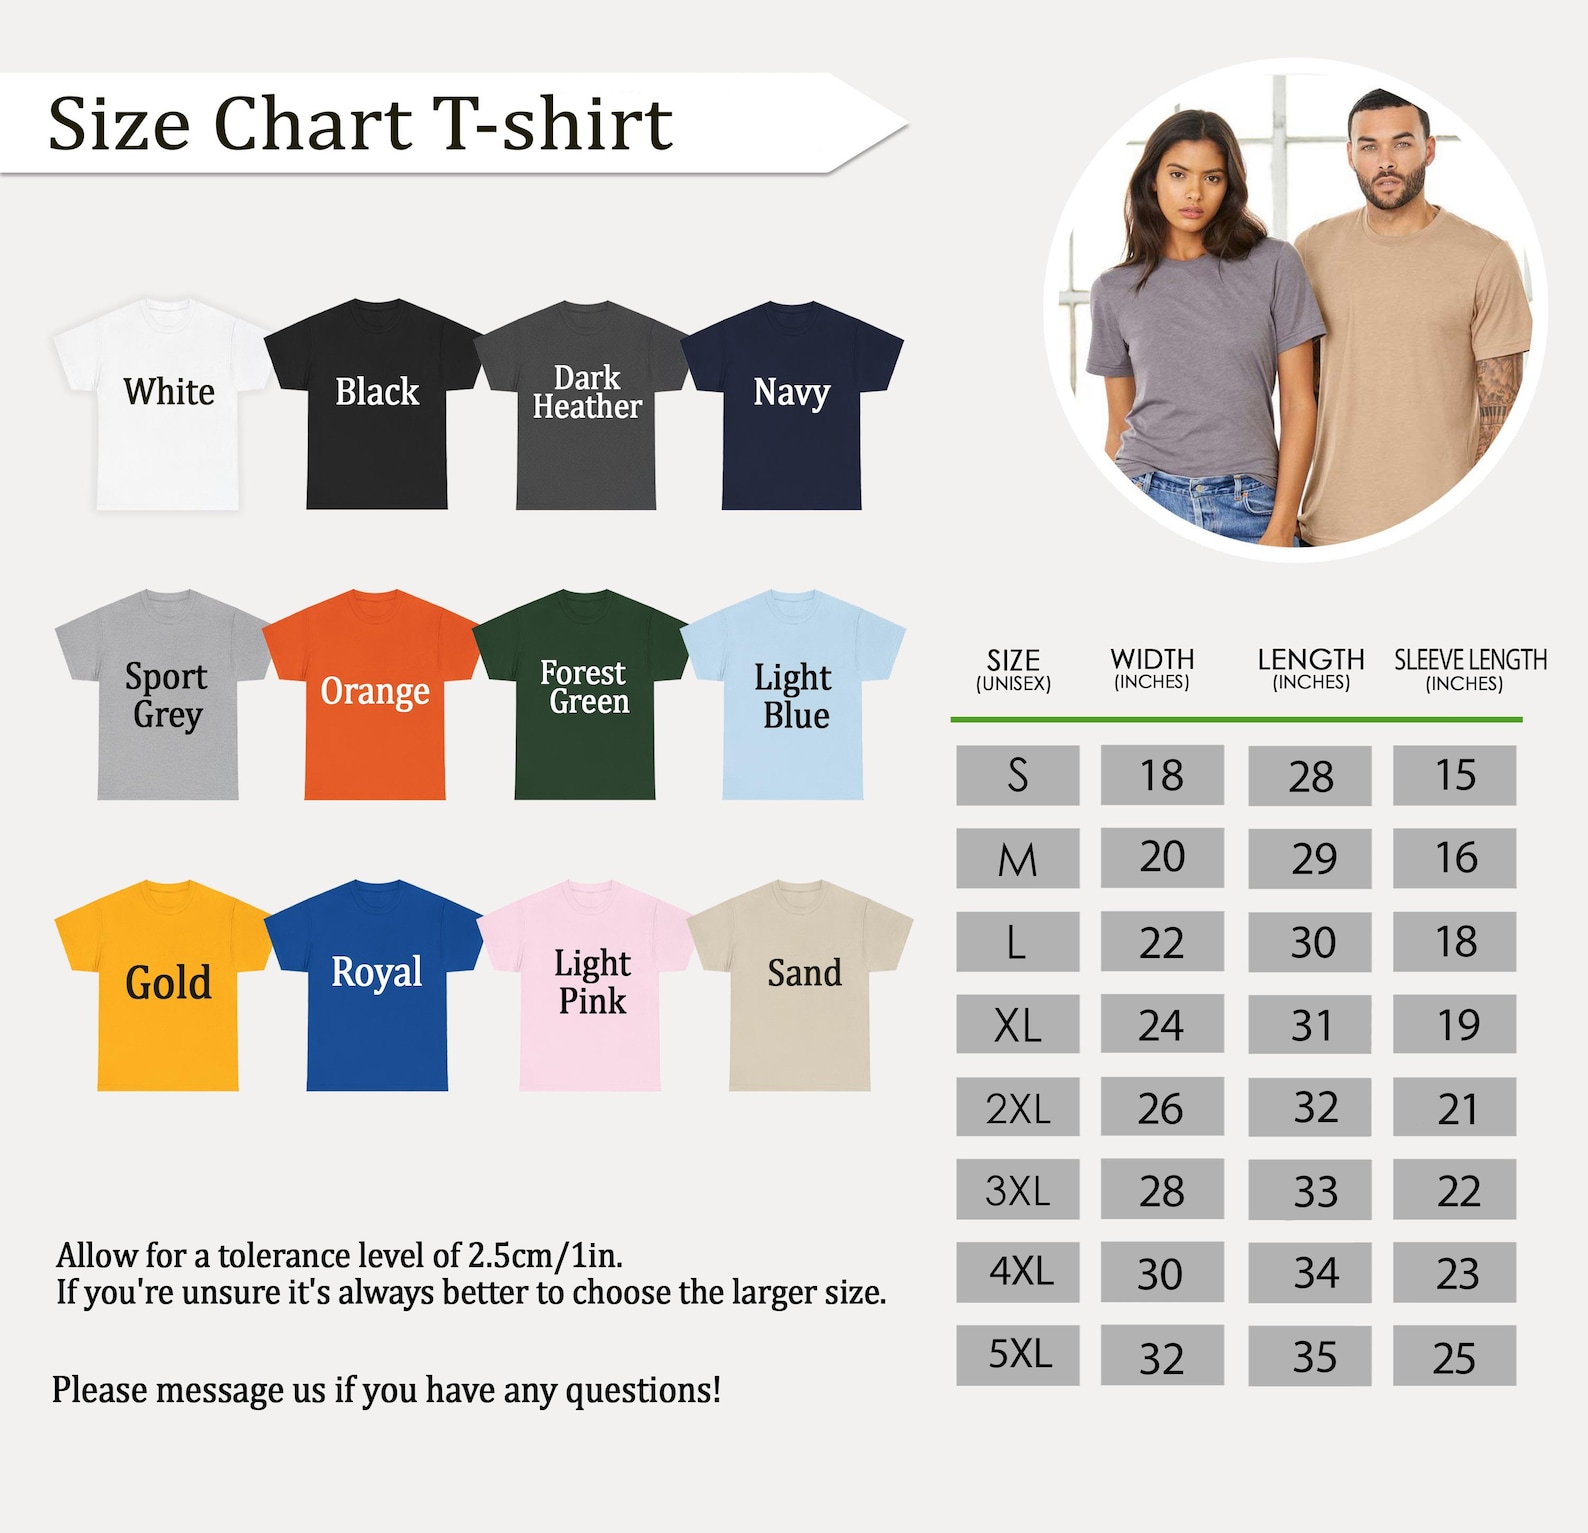 Size Chart T-shirt
White
Black
Dark
Heather
Navy
Sport
Grey
Orange
Forest
Green
Light
Blue
Gold
Royal
Light
Pink
Sand
Allow for a tolerance level of 2.5cm/1in.
If you're unsure it's always better to choose the larger size.
Please message us if you have any questions!
SIZE WIDTH LENGTH SLEEVE LENGTH
(UNISEX) (INCHES) (INCHES) (INCHES)
S 18 28 15
M 20 29 16
L 22 30 18
XL 24 31 19
2XL 26 32 21
3XL 28 33 22
4XL 30 34 23
5XL 32 35 25